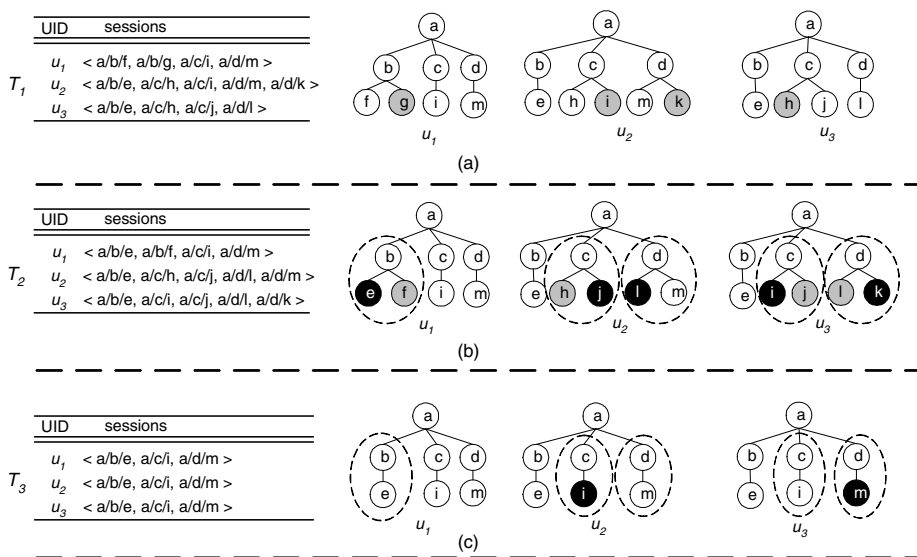 UID sessions
T1
u1 < a/b/f, a/b/g, a/c/i, a/d/m >
u2 < a/b/e, a/c/h, a/c/i, a/d/m, a/d/k >
u3 < a/b/e, a/c/h, a/c/j, a/d/l >
a
b c d
f g i m
u1
a
b c d
e h i m k
u2
a
b c d
e h j l
u3
(a)
UID sessions
T2
u1 < a/b/e, a/b/f, a/c/i, a/d/m >
u2 < a/b/e, a/c/h, a/c/j, a/d/l, a/d/m >
u3 < a/b/e, a/c/i, a/c/j, a/d/l, a/d/k >
a
b c d
e f i m
u1
a
b c d
e h j l m
u2
a
b c d
e i j l k
u3
(b)
UID sessions
T3
u1 < a/b/e, a/c/i, a/d/m >
u2 < a/b/e, a/c/i, a/d/m >
u3 < a/b/e, a/c/i, a/d/m >
a
b c d
e i m
u1
a
b c d
e i m
u2
a
b c d
e i m
u3
(c)